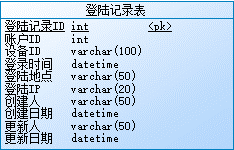 登陆记录表
登陆记录ID int <pk>
账户ID int
设备ID varchar(100)
登录时间 datetime
登陆地点 varchar(50)
登陆IP varchar(20)
创建人 varchar(50)
创建日期 datetime
更新人 varchar(50)
更新日期 datetime